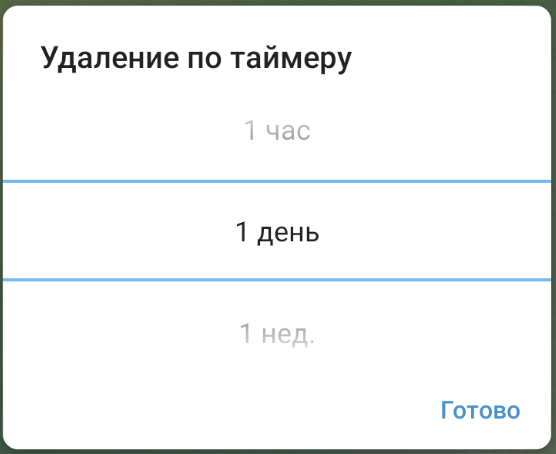 Удаление по таймеру
1 час
1 день
1 нед.
Готово